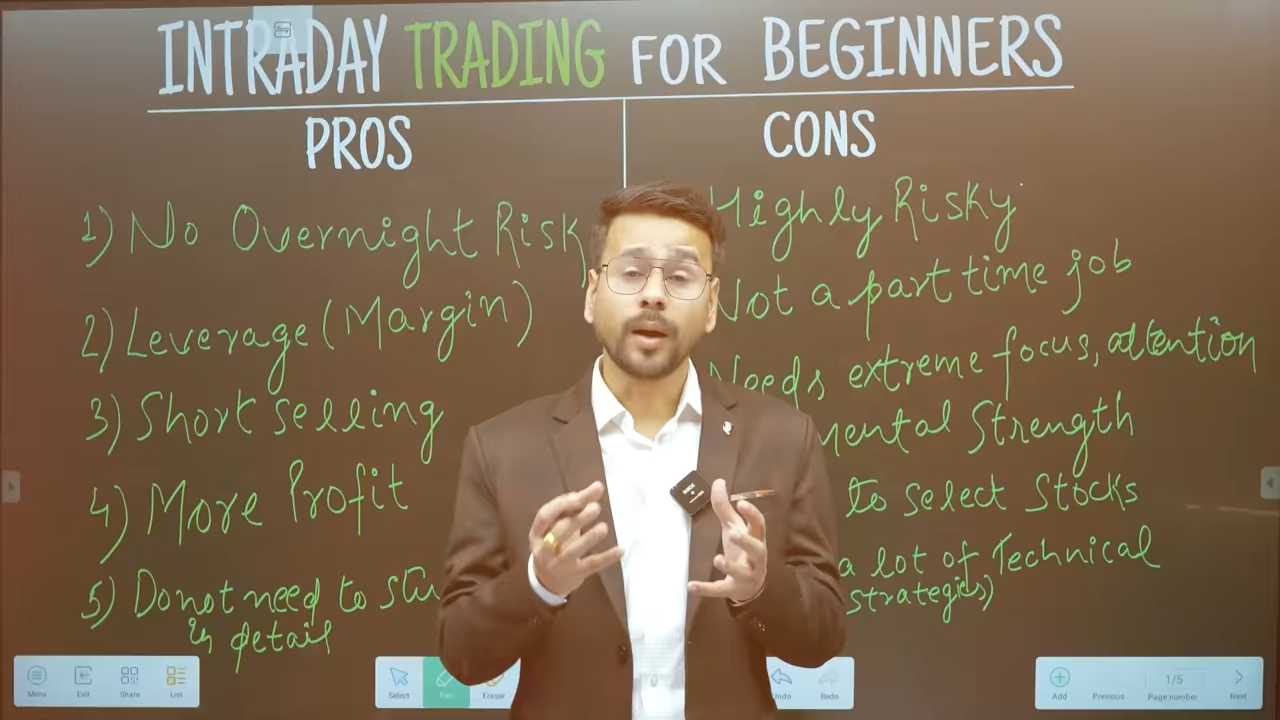 INTRADAY TRADING FOR BEGINNERS
PROS
1) No Overnight Risk
2) Leverage (Margin)
3) Short selling
4) More Profit
5) Do not need to stu
in detail
CONS
Highly Risky
Not a part time job
Needs extreme focus, attention
mental Strength
to select Stocks
a lot of Technical
strategies)
Menu
Exit
Share
List
Select
Pen
Eraser
Undo
Redo
Add
Previous
1/5
Page number
Next